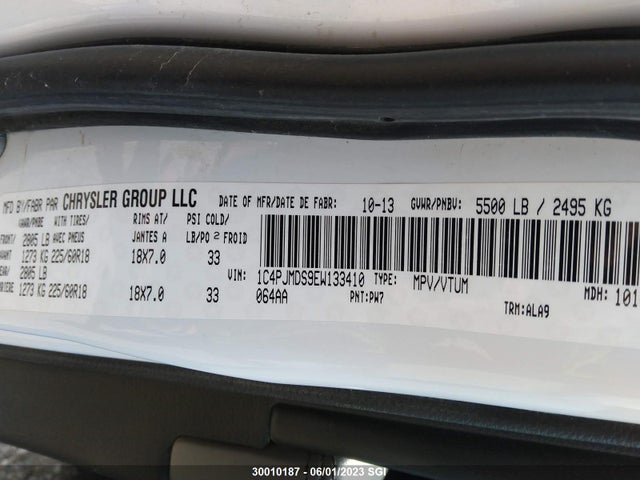 MFD BY/FABR PAR CHRYSLER GROUP LLC DATE OF MFR/DATE DE FABR: 10-13 GVWR/PNBV: 5500 LB / 2495 KG
GWWR/PNBE WITH TIRES/ RIMS AT/ PSI COLD/
FRONT/ 2805 LB AVEC PNEUS JANTES A LB/PO 2 FROID
1273 KG 225/60R18 18X7.0 33
VIN: 1C4PJMDS9EW133410 TYPE: MPV/VTUM MDH: 101
2805 LB
1273 KG 225/60R18 18X7.0 33 064AA PNT:PW7 TRM:ALA9
30010187 - 06/01/2023 SGI